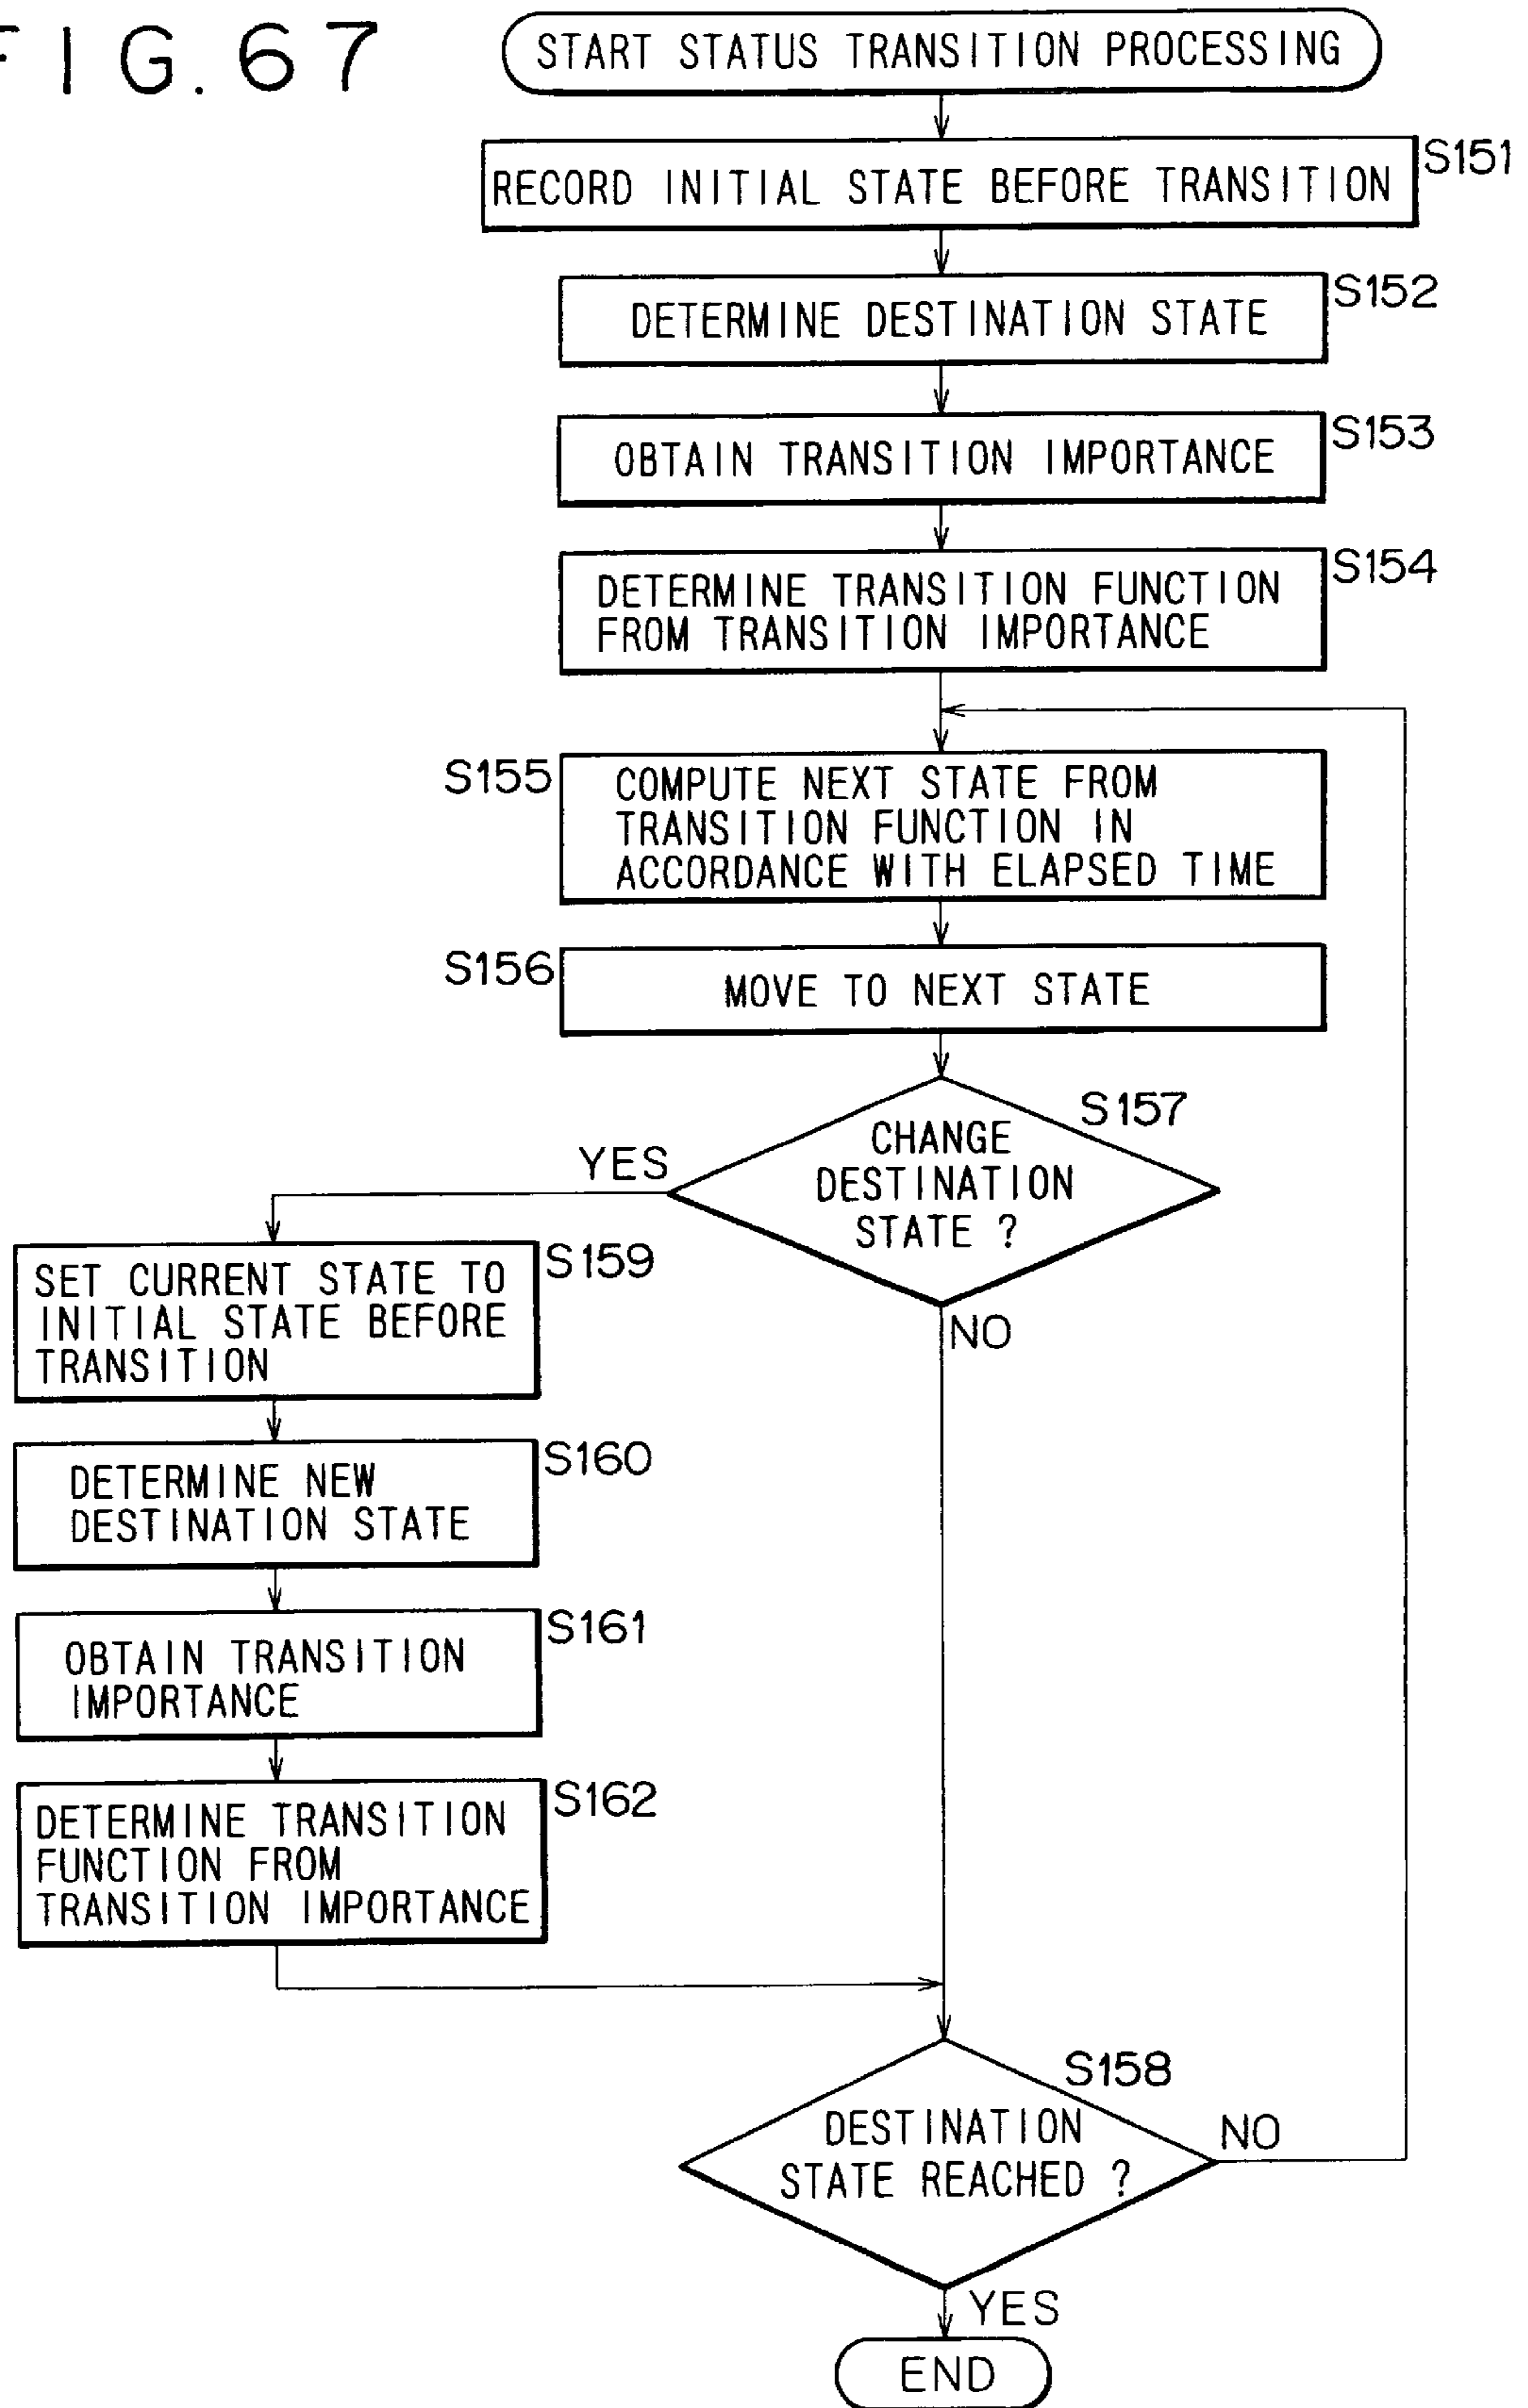 FIG.67
START STATUS TRANSITION PROCESSING
RECORD INITIAL STATE BEFORE TRANSITION
S151
DETERMINE DESTINATION STATE
S152
OBTAIN TRANSITION IMPORTANCE
S153
DETERMINE TRANSITION FUNCTION
FROM TRANSITION IMPORTANCE
S154
S155
COMPUTE NEXT STATE FROM
TRANSITION FUNCTION IN
ACCORDANCE WITH ELAPSED TIME
S156
MOVE TO NEXT STATE
S157
CHANGE
DESTINATION
STATE ?
YES
NO
SET CURRENT STATE TO
INITIAL STATE BEFORE
TRANSITION
S159
DETERMINE NEW
DESTINATION STATE
S160
OBTAIN TRANSITION
IMPORTANCE
S161
DETERMINE TRANSITION
FUNCTION FROM
TRANSITION IMPORTANCE
S162
S158
DESTINATION
STATE REACHED ?
NO
YES
END